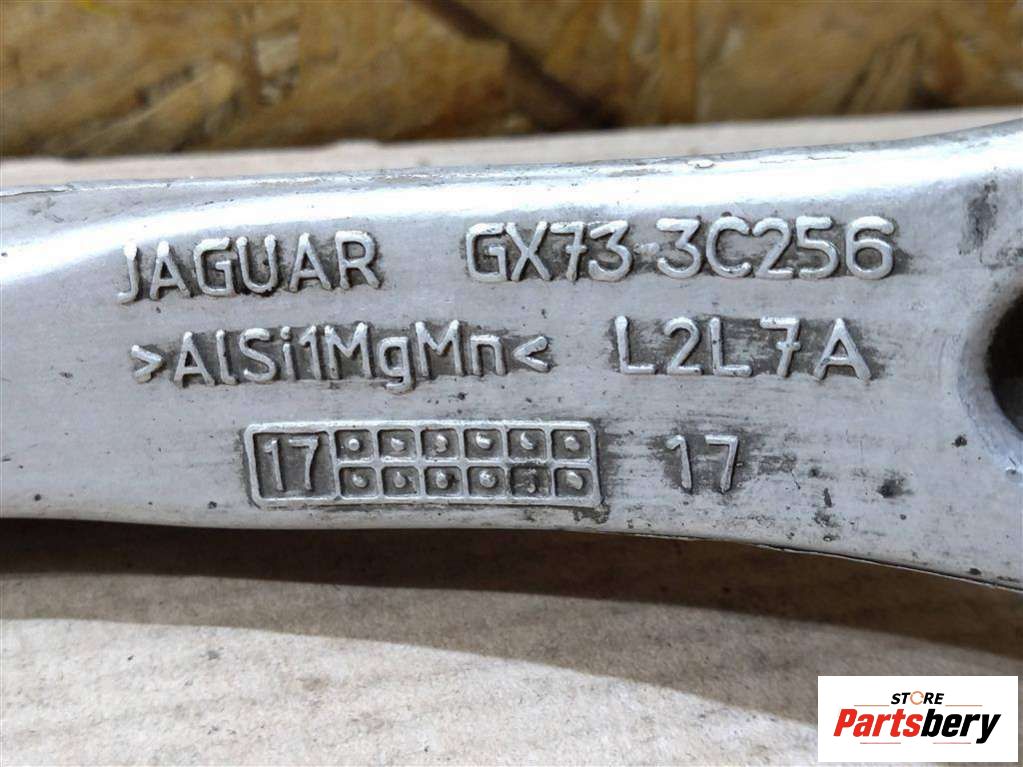 JAGUAR GX73-3C256
>AlSi1MgMn< L2L7A
17 17
STORE
Partsbery